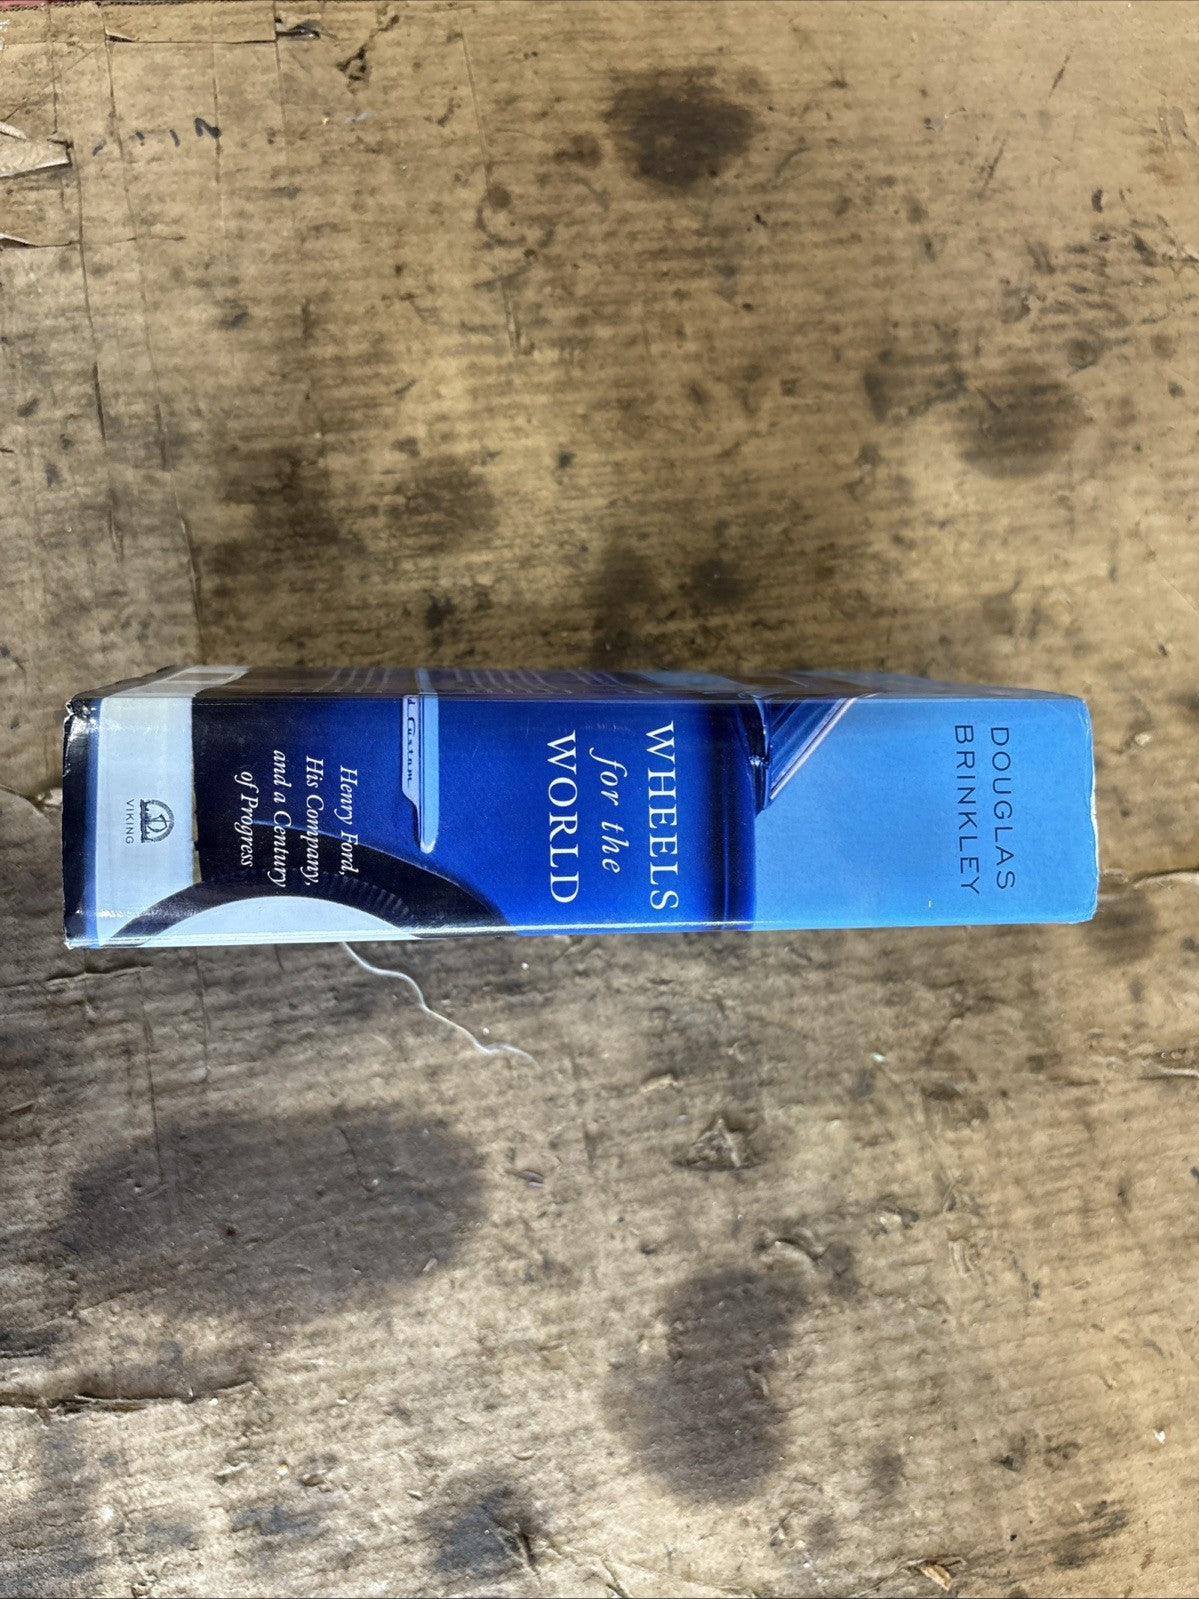 DOUGLAS
BRINKLEY
WHEELS
for the
WORLD
Henry Ford,
His Company,
and a Century
of Progress
VIKING